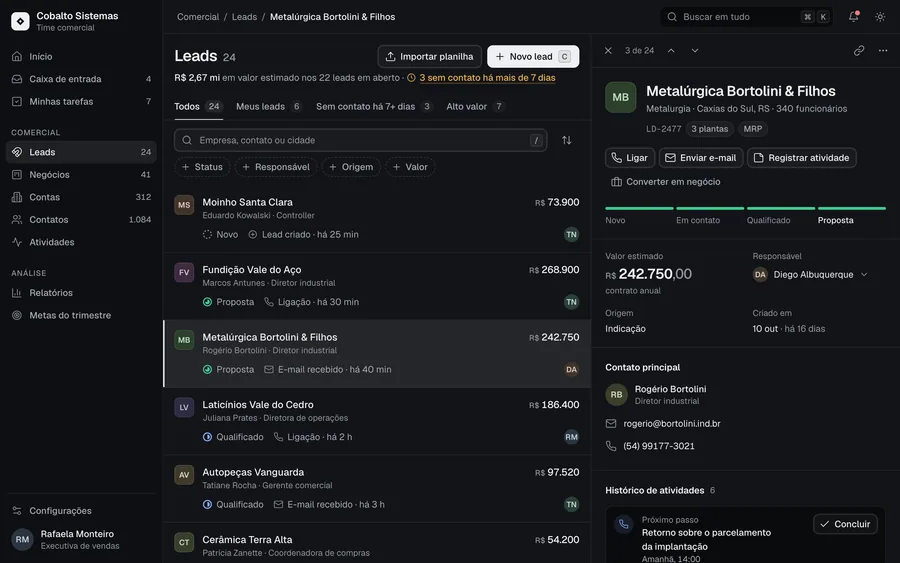 Cobalto Sistemas
Time comercial
Início
Caixa de entrada 4
Minhas tarefas 7
COMERCIAL
Leads 24
Negócios 41
Contas 312
Contatos 1.084
Atividades
ANÁLISE
Relatórios
Metas do trimestre
Configurações
RM Rafaela Monteiro
Executiva de vendas
Comercial / Leads / Metalúrgica Bortolini & Filhos
Buscar em tudo ⌘ K
Leads 24
Importar planilha
+ Novo lead C
R$ 2,67 mi em valor estimado nos 22 leads em aberto · 3 sem contato há mais de 7 dias
Todos 24 Meus leads 6 Sem contato há 7+ dias 3 Alto valor 7
Empresa, contato ou cidade /
+ Status + Responsável + Origem + Valor
MS Moinho Santa Clara R$ 73.900
Eduardo Kowalski · Controller
Novo Lead criado · há 25 min TN
FV Fundição Vale do Aço R$ 268.900
Marcos Antunes · Diretor industrial
Proposta Ligação · há 30 min TN
MB Metalúrgica Bortolini & Filhos R$ 242.750
Rogério Bortolini · Diretor industrial
Proposta E-mail recebido · há 40 min DA
LV Laticínios Vale do Cedro R$ 186.400
Juliana Prates · Diretora de operações
Qualificado Ligação · há 2 h RM
AV Autopeças Vanguarda R$ 97.520
Tatiane Rocha · Gerente comercial
Qualificado E-mail recebido · há 3 h TN
CT Cerâmica Terra Alta R$ 54.200
Patrícia Zanette · Coordenadora de compras
3 de 24
MB Metalúrgica Bortolini & Filhos
Metalurgia · Caxias do Sul, RS · 340 funcionários
LD-2477 3 plantas MRP
Ligar Enviar e-mail Registrar atividade
Converter em negócio
Novo Em contato Qualificado Proposta
Valor estimado
R$ 242.750,00
contrato anual
Responsável
DA Diego Albuquerque
Origem
Indicação
Criado em
10 out · há 16 dias
Contato principal
RB Rogério Bortolini
Diretor industrial
rogerio@bortolini.ind.br
(54) 99177-3021
Histórico de atividades 6
Próximo passo
Retorno sobre o parcelamento
da implantação
Amanhã, 14:00
Concluir